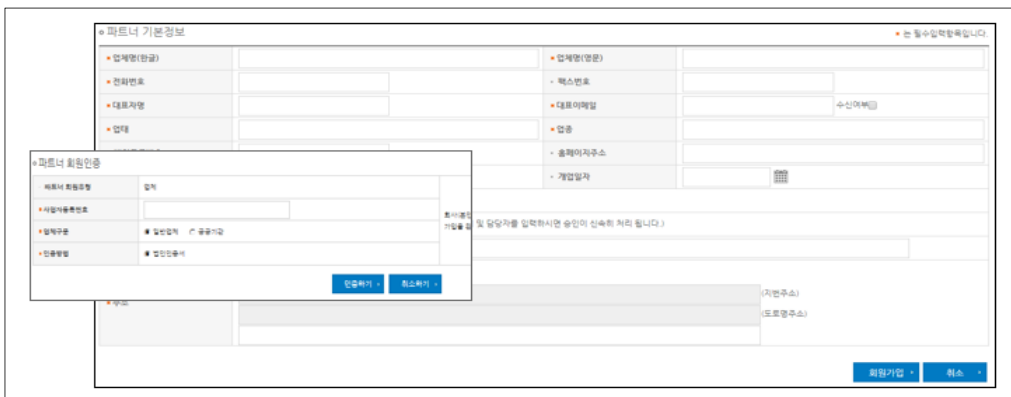 파트너 기본정보
▪ 는 필수입력항목입니다.
▪ 업체명(한글)
▪ 업체명(영문)
▪ 전화번호
팩스번호
▪ 대표자명
▪ 대표이메일
수신여부
▪ 업태
▪ 업종
홈페이지주소
개업일자
파트너 회원인증
파트너 회원유형
업체
▪ 사업자등록번호
▪ 업체구분
일반업체
공공기관
▪ 인증방법
법인인증서
인증하기
취소하기
및 담당자를 입력하시면 승인이 신속히 처리 됩니다.)
▪ 주소
(지번주소)
(도로명주소)
회원가입
취소